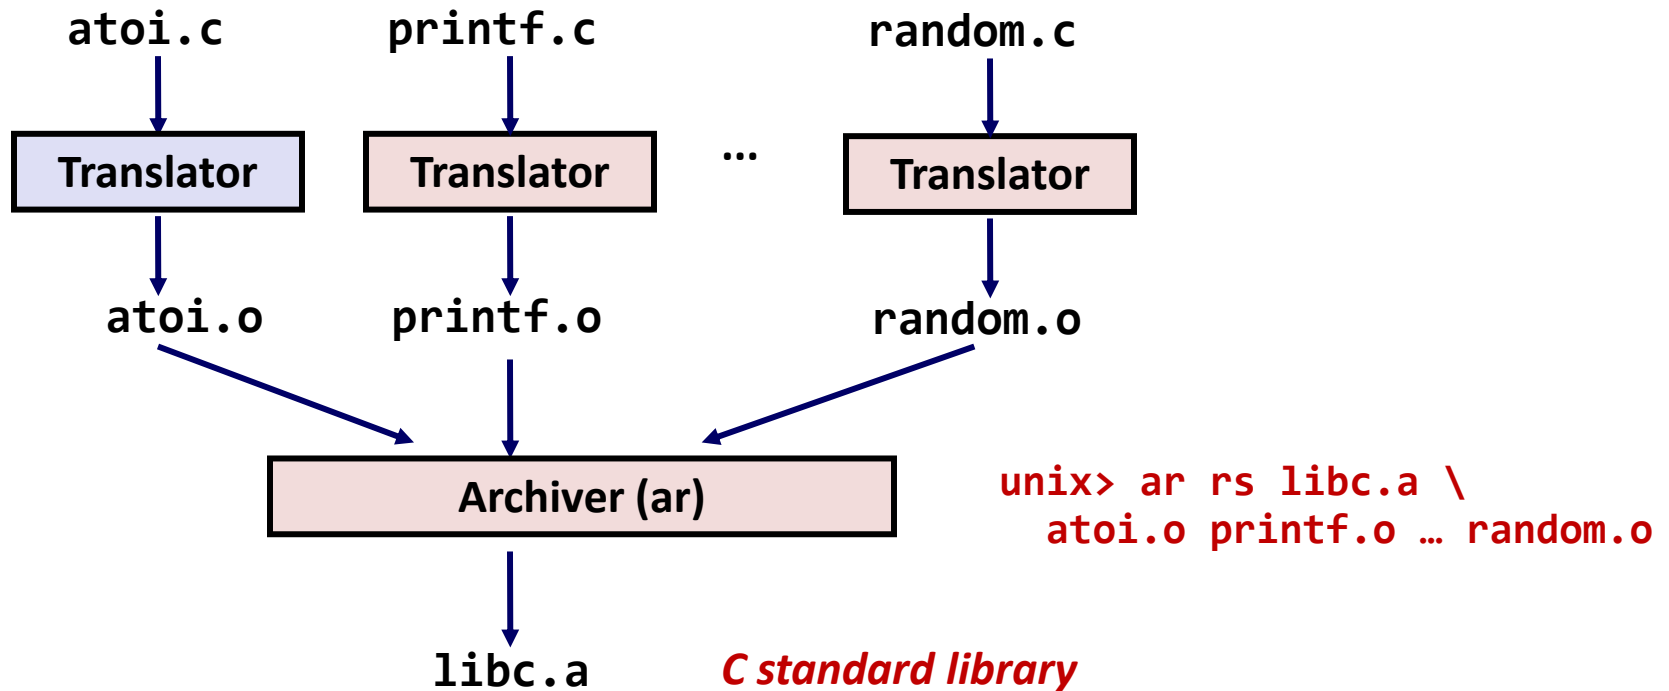 atoi.c printf.c random.c
Translator Translator … Translator
atoi.o printf.o random.o
Archiver (ar)
unix> ar rs libc.a \
atoi.o printf.o … random.o
libc.a C standard library